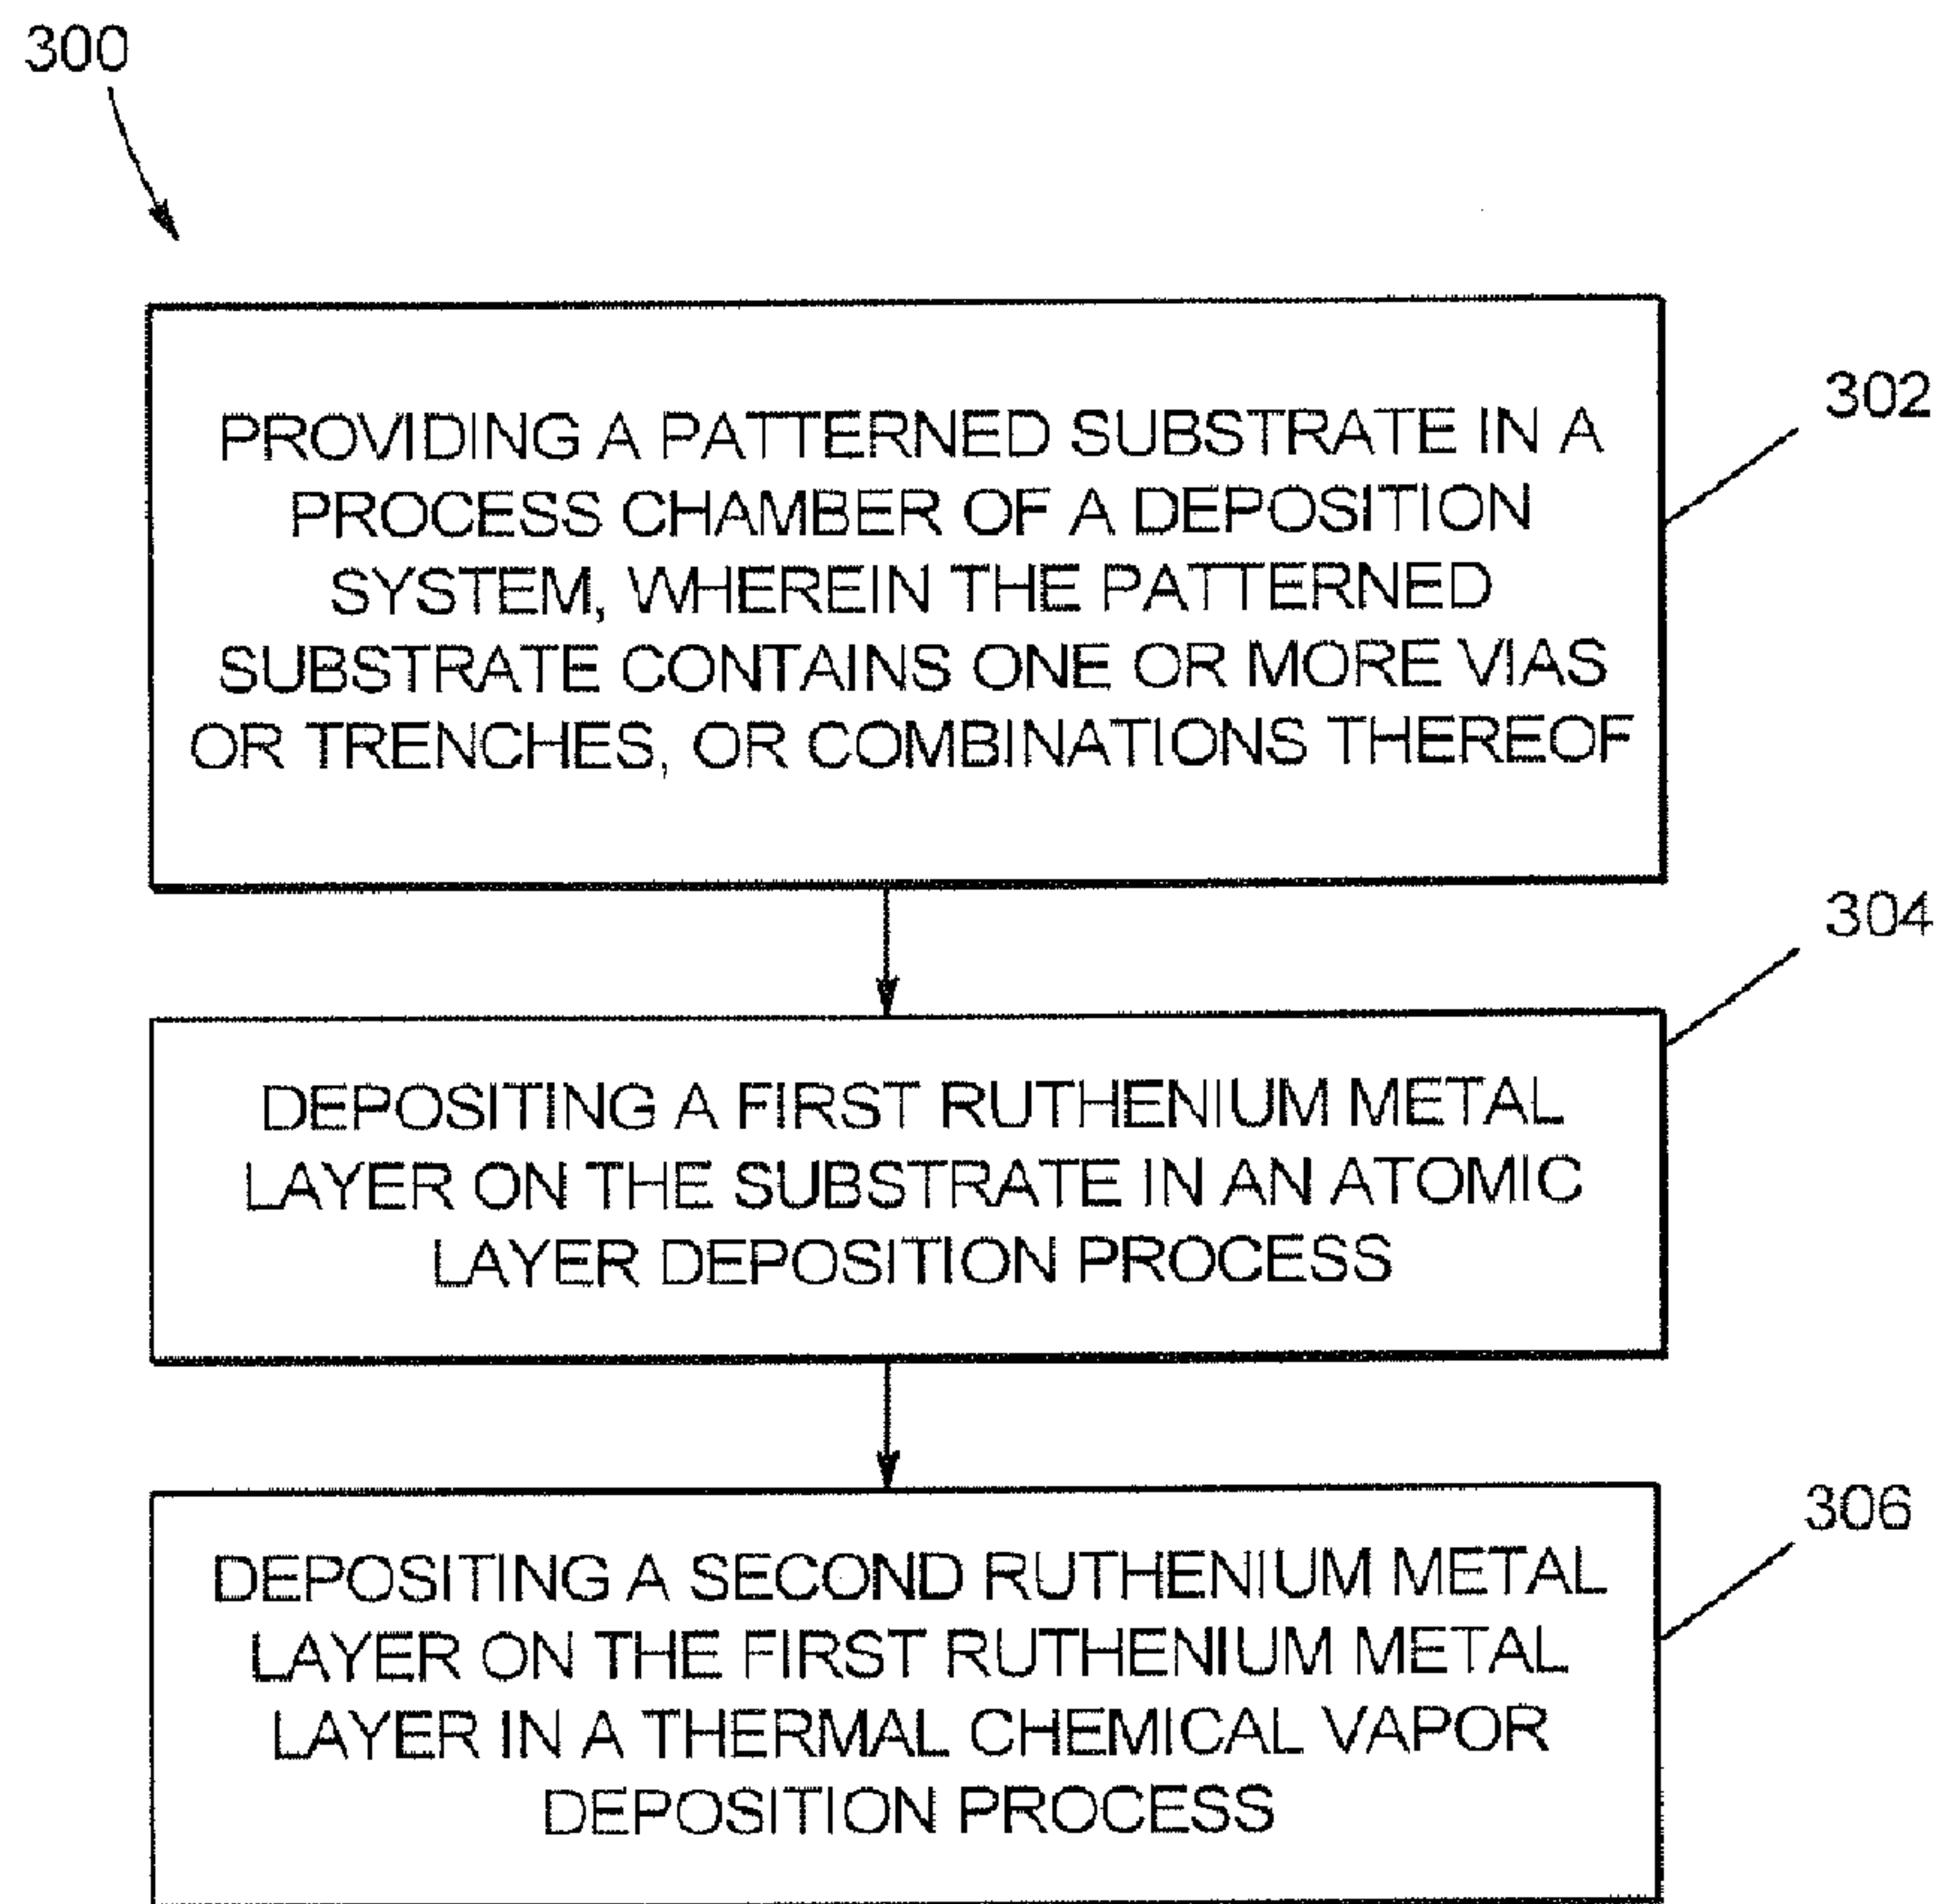 300
302
PROVIDING A PATTERNED SUBSTRATE IN A
PROCESS CHAMBER OF A DEPOSITION
SYSTEM, WHEREIN THE PATTERNED
SUBSTRATE CONTAINS ONE OR MORE VIAS
OR TRENCHES, OR COMBINATIONS THEREOF
304
DEPOSITING A FIRST RUTHENIUM METAL
LAYER ON THE SUBSTRATE IN AN ATOMIC
LAYER DEPOSITION PROCESS
306
DEPOSITING A SECOND RUTHENIUM METAL
LAYER ON THE FIRST RUTHENIUM METAL
LAYER IN A THERMAL CHEMICAL VAPOR
DEPOSITION PROCESS